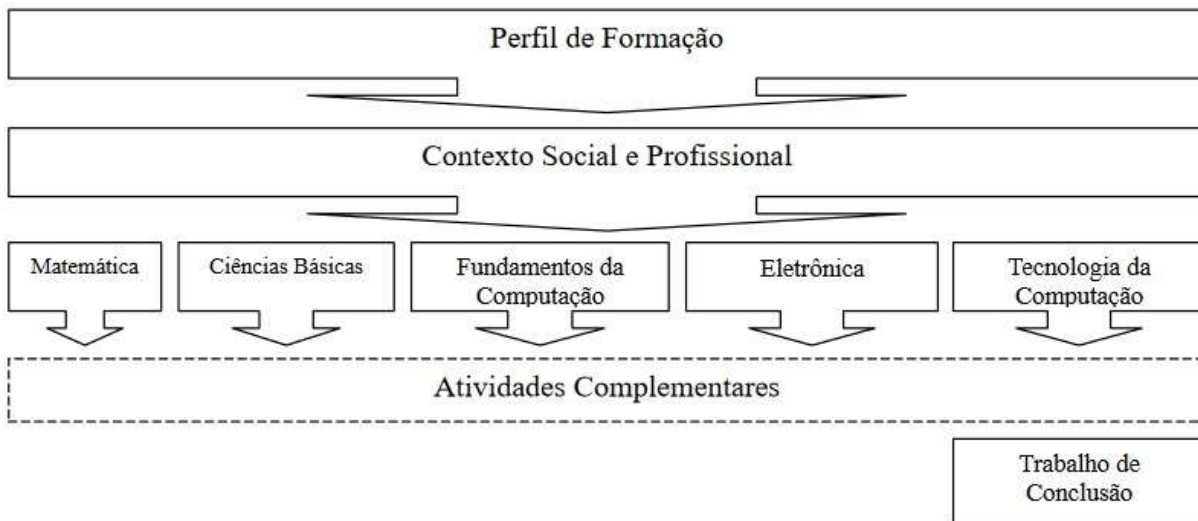 Perfil de Formação
Contexto Social e Profissional
Matemática
Ciências Básicas
Fundamentos da
Computação
Eletrônica
Tecnologia da
Computação
Atividades Complementares
Trabalho de
Conclusão